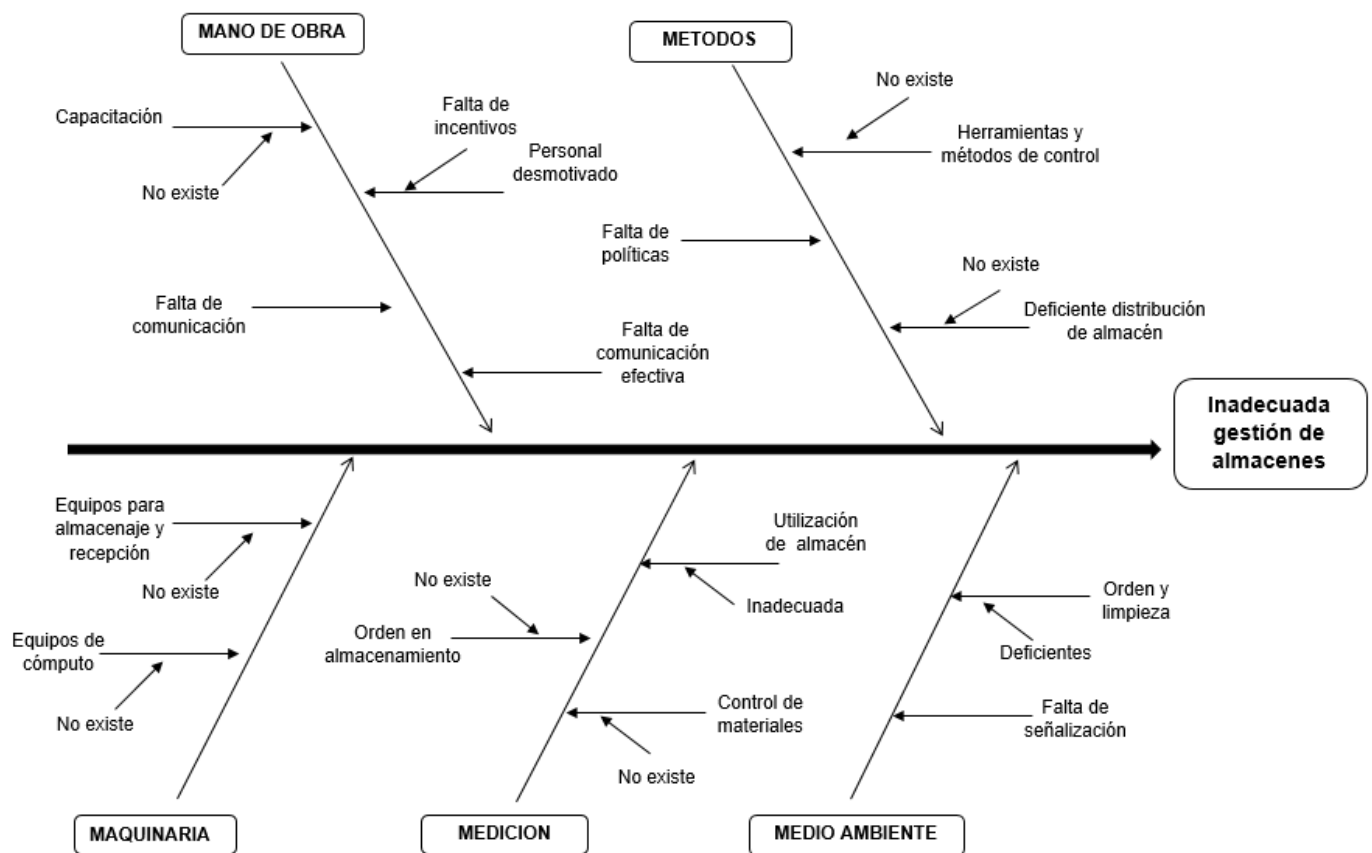 MANO DE OBRA
METODOS
Capacitación
No existe
Falta de
incentivos
Personal
desmotivado
Falta de
comunicación
Falta de
comunicación
efectiva
No existe
Herramientas y
métodos de control
Falta de
políticas
No existe
Deficiente distribución
de almacén
Inadecuada
gestión de
almacenes
Equipos para
almacenaje y
recepción
No existe
Equipos de
cómputo
No existe
Utilización
de almacén
Inadecuada
No existe
Orden en
almacenamiento
Control de
materiales
No existe
Orden y
limpieza
Deficientes
Falta de
señalización
MAQUINARIA
MEDICION
MEDIO AMBIENTE